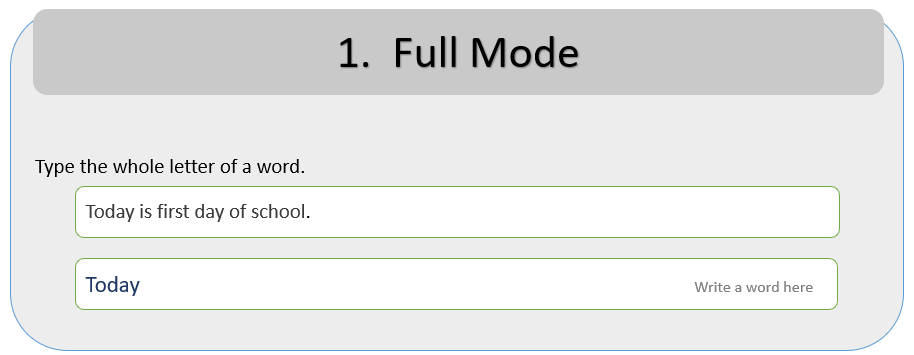 1. Full Mode
Type the whole letter of a word.
Today is first day of school.
Today Write a word here